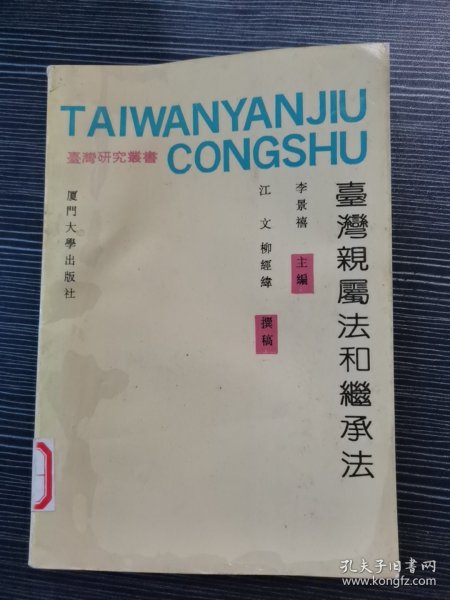 TAIWANYANJIU
臺灣研究叢書 CONGSHU
臺灣親屬法和繼承法
李景禧 主編
江文 柳經緯 撰稿
廈門大學出版社
孔夫子旧书网
www.kongfz.com